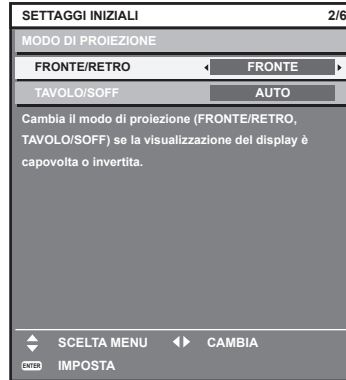 SETTAGGI INIZIALI 2/6
MODO DI PROIEZIONE
FRONTE/RETRO FRONTE
TAVOLO/SOFF AUTO
Cambia il modo di proiezione (FRONTE/RETRO,
TAVOLO/SOFF) se la visualizzazione del display è
capovolta o invertita.
SCELTA MENU CAMBIA
ENTER IMPOSTA